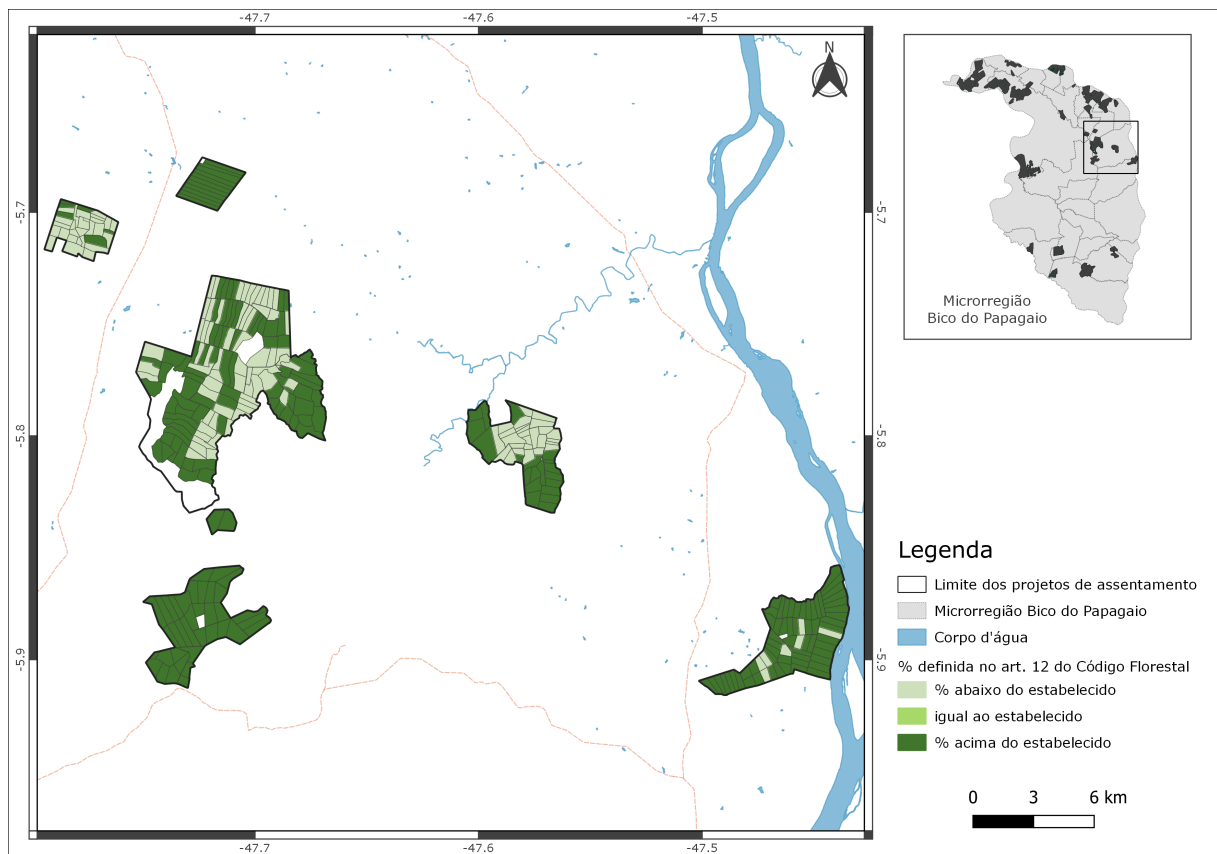 -47.7
-47.6
-47.5
N
-5.7
-5.7
-5.8
-5.8
-5.9
-5.9
-47.7
-47.6
-47.5
Microrregião
Bico do Papagaio
Legenda
Limite dos projetos de assentamento
Microrregião Bico do Papagaio
Corpo d'água
% definida no art. 12 do Código Florestal
% abaixo do estabelecido
igual ao estabelecido
% acima do estabelecido
0 3 6 km